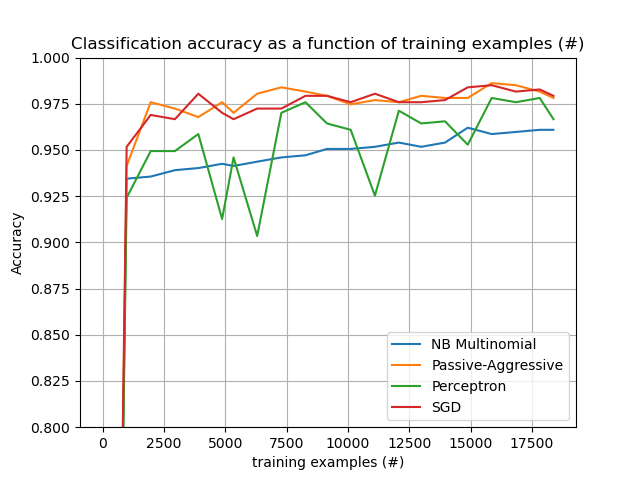 Classification accuracy as a function of training examples (#)
1.000
0.975
0.950
0.925
0.900
0.875
0.850
0.825
0.800
Accuracy
NB Multinomial
Passive-Aggressive
Perceptron
SGD
0 2500 5000 7500 10000 12500 15000 17500
training examples (#)